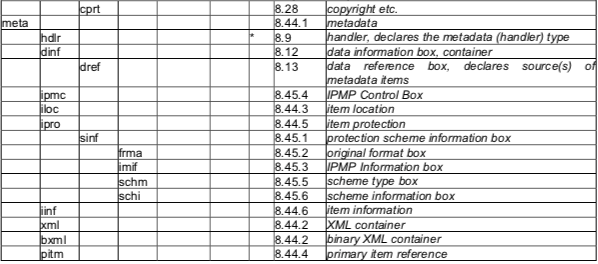 cprt 8.28 copyright etc.
meta 8.44.1 metadata
hdlr * 8.9 handler, declares the metadata (handler) type
dinf 8.12 data information box, container
dref 8.13 data reference box, declares source(s) of
metadata items
ipmc 8.45.4 IPMP Control Box
iloc 8.44.3 item location
ipro 8.44.5 item protection
sinf 8.45.1 protection scheme information box
frma 8.45.2 original format box
imif 8.45.3 IPMP Information box
schm 8.45.5 scheme type box
schi 8.45.6 scheme information box
iinf 8.44.6 item information
xml 8.44.2 XML container
bxml 8.44.2 binary XML container
pitm 8.44.4 primary item reference